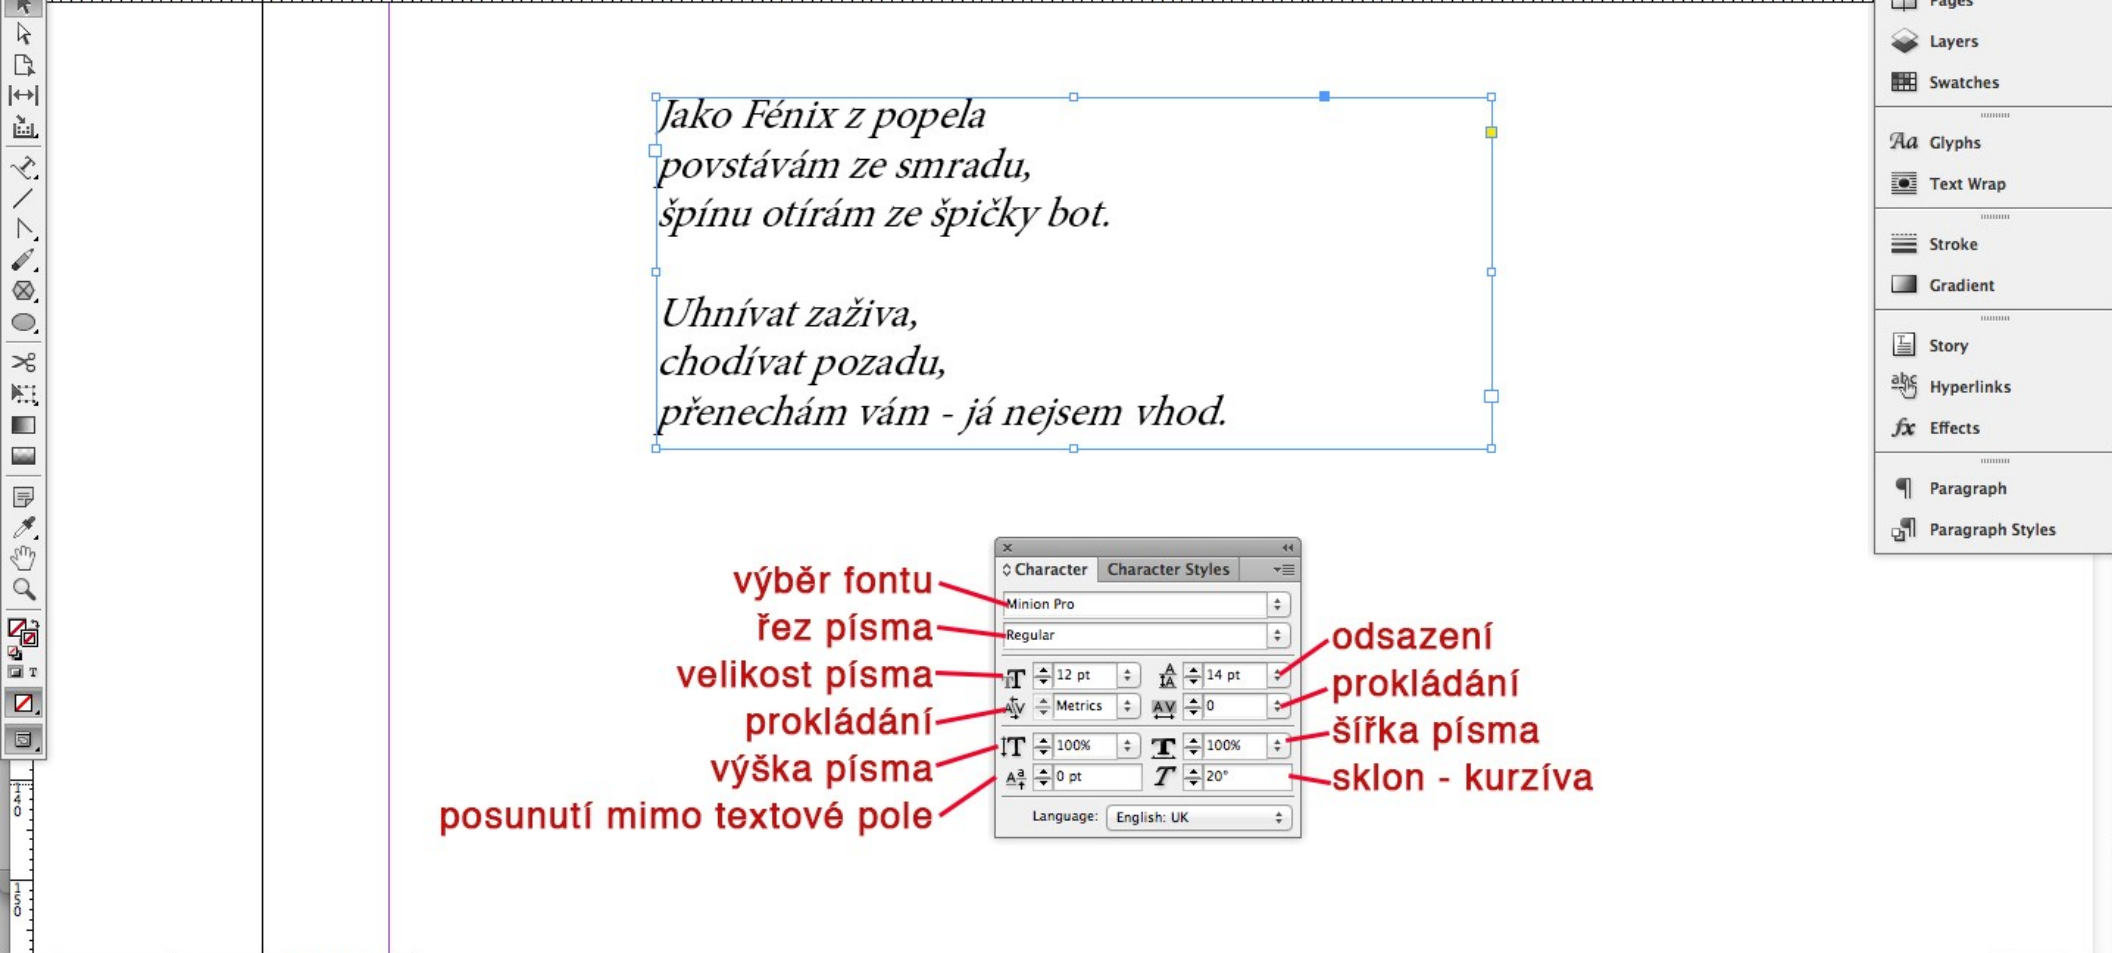 Pages
Layers
Swatches
Glyphs
Text Wrap
Stroke
Gradient
Story
Hyperlinks
Effects
Paragraph
Paragraph Styles
Jako Fénix z popela
povstávám ze smradu,
špínu otírám ze špičky bot.
Uhnívat zaživa,
chodívat pozadu,
přenechám vám - já nejsem vhod.
Character
Character Styles
výběr fontu
Minion Pro
řez písma
Regular
velikost písma
12 pt
14 pt
odsazení
prokládání
Metrics
0
prokládání
výška písma
100%
100%
šířka písma
posunutí mimo textové pole
0 pt
20°
sklon - kurzíva
Language: English: UK
140
150